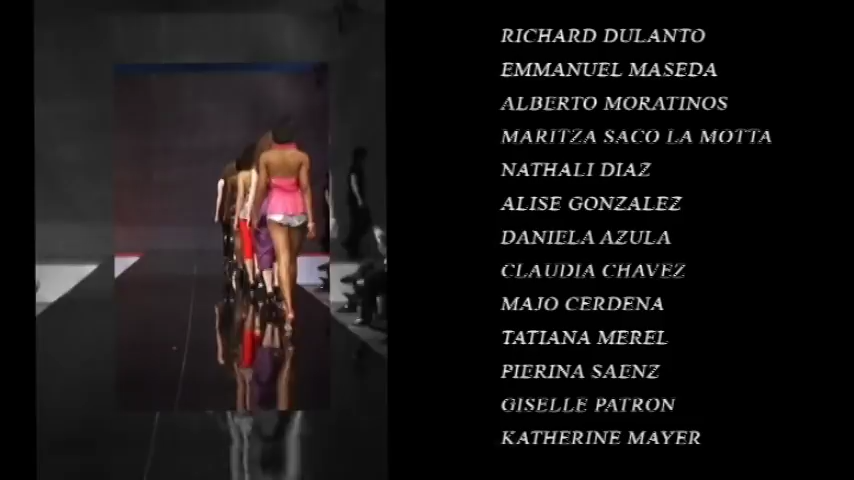 RICHARD DULANTO
EMMANUEL MASEDA
ALBERTO MORATINOS
MARITZA SACO LA MOTTA
NATHALI DIAZ
ALISE GONZALEZ
DANIELA AZULA
CLAUDIA CHAVEZ
MAJO CERDENA
TATIANA MEREL
PIERINA SAENZ
GISELLE PATRON
KATHERINE MAYER